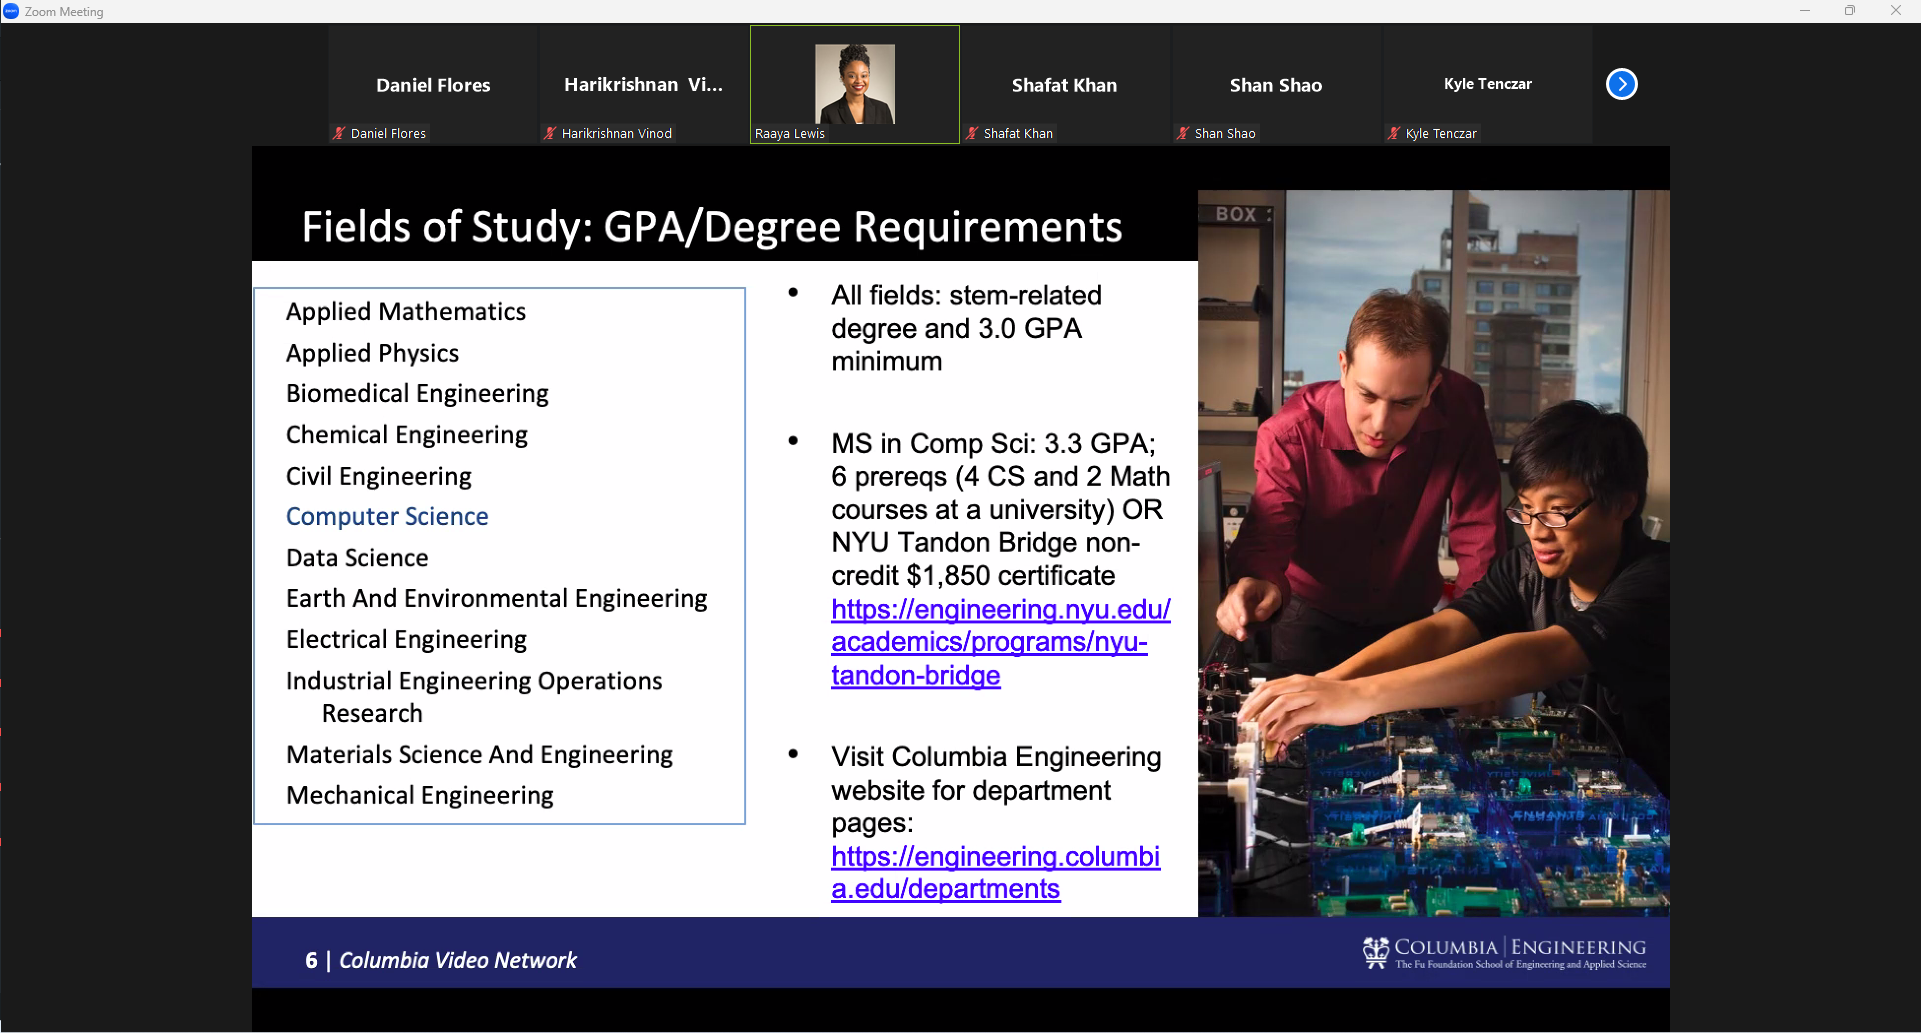 Zoom Meeting
Daniel Flores
Harikrishnan Vi...
Shafat Khan
Shan Shao
Kyle Tenczar
Daniel Flores
Harikrishnan Vinod
Raaya Lewis
Shafat Khan
Shan Shao
Kyle Tenczar
Fields of Study: GPA/Degree Requirements
Applied Mathematics
Applied Physics
Biomedical Engineering
Chemical Engineering
Civil Engineering
Computer Science
Data Science
Earth And Environmental Engineering
Electrical Engineering
Industrial Engineering Operations
Research
Materials Science And Engineering
Mechanical Engineering
• All fields: stem-related
degree and 3.0 GPA
minimum
• MS in Comp Sci: 3.3 GPA;
6 prereqs (4 CS and 2 Math
courses at a university) OR
NYU Tandon Bridge non-
credit $1,850 certificate
https://engineering.nyu.edu/
academics/programs/nyu-
tandon-bridge
• Visit Columbia Engineering
website for department
pages:
https://engineering.columbi
a.edu/departments
BOX :
6 | Columbia Video Network
COLUMBIA | ENGINEERING
The Fu Foundation School of Engineering and Applied Science